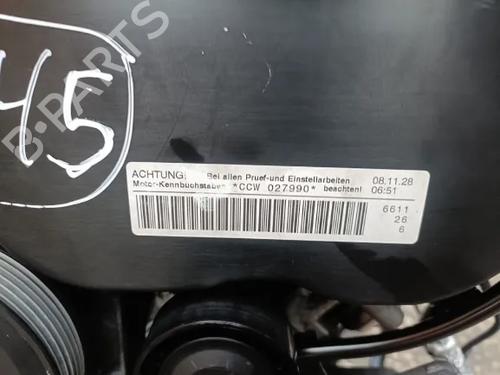 45
B-PARTS
ACHTUNG: Bei allen Pruef-und Einstellarbeiten 08.11.28
Motor-Kennbuchstaben *CCW 027990* beachten! 06:51
6611
26
6